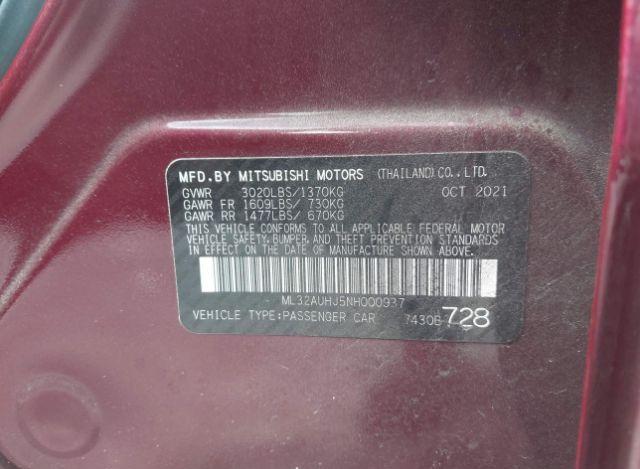 MFD. BY MITSUBISHI MOTORS (THAILAND) CO., LTD.
GVWR 3020LBS/1370KG OCT 2021
GAWR FR 1609LBS/ 730KG
GAWR RR 1477LBS/ 670KG
THIS VEHICLE CONFORMS TO ALL APPLICABLE FEDERAL MOTOR
VEHICLE SAFETY, BUMPER, AND THEFT PREVENTION STANDARDS
IN EFFECT ON THE DATE OF MANUFACTURE SHOWN ABOVE.
ML32AUHJ5NH000937
VEHICLE TYPE:PASSENGER CAR 7430B 728